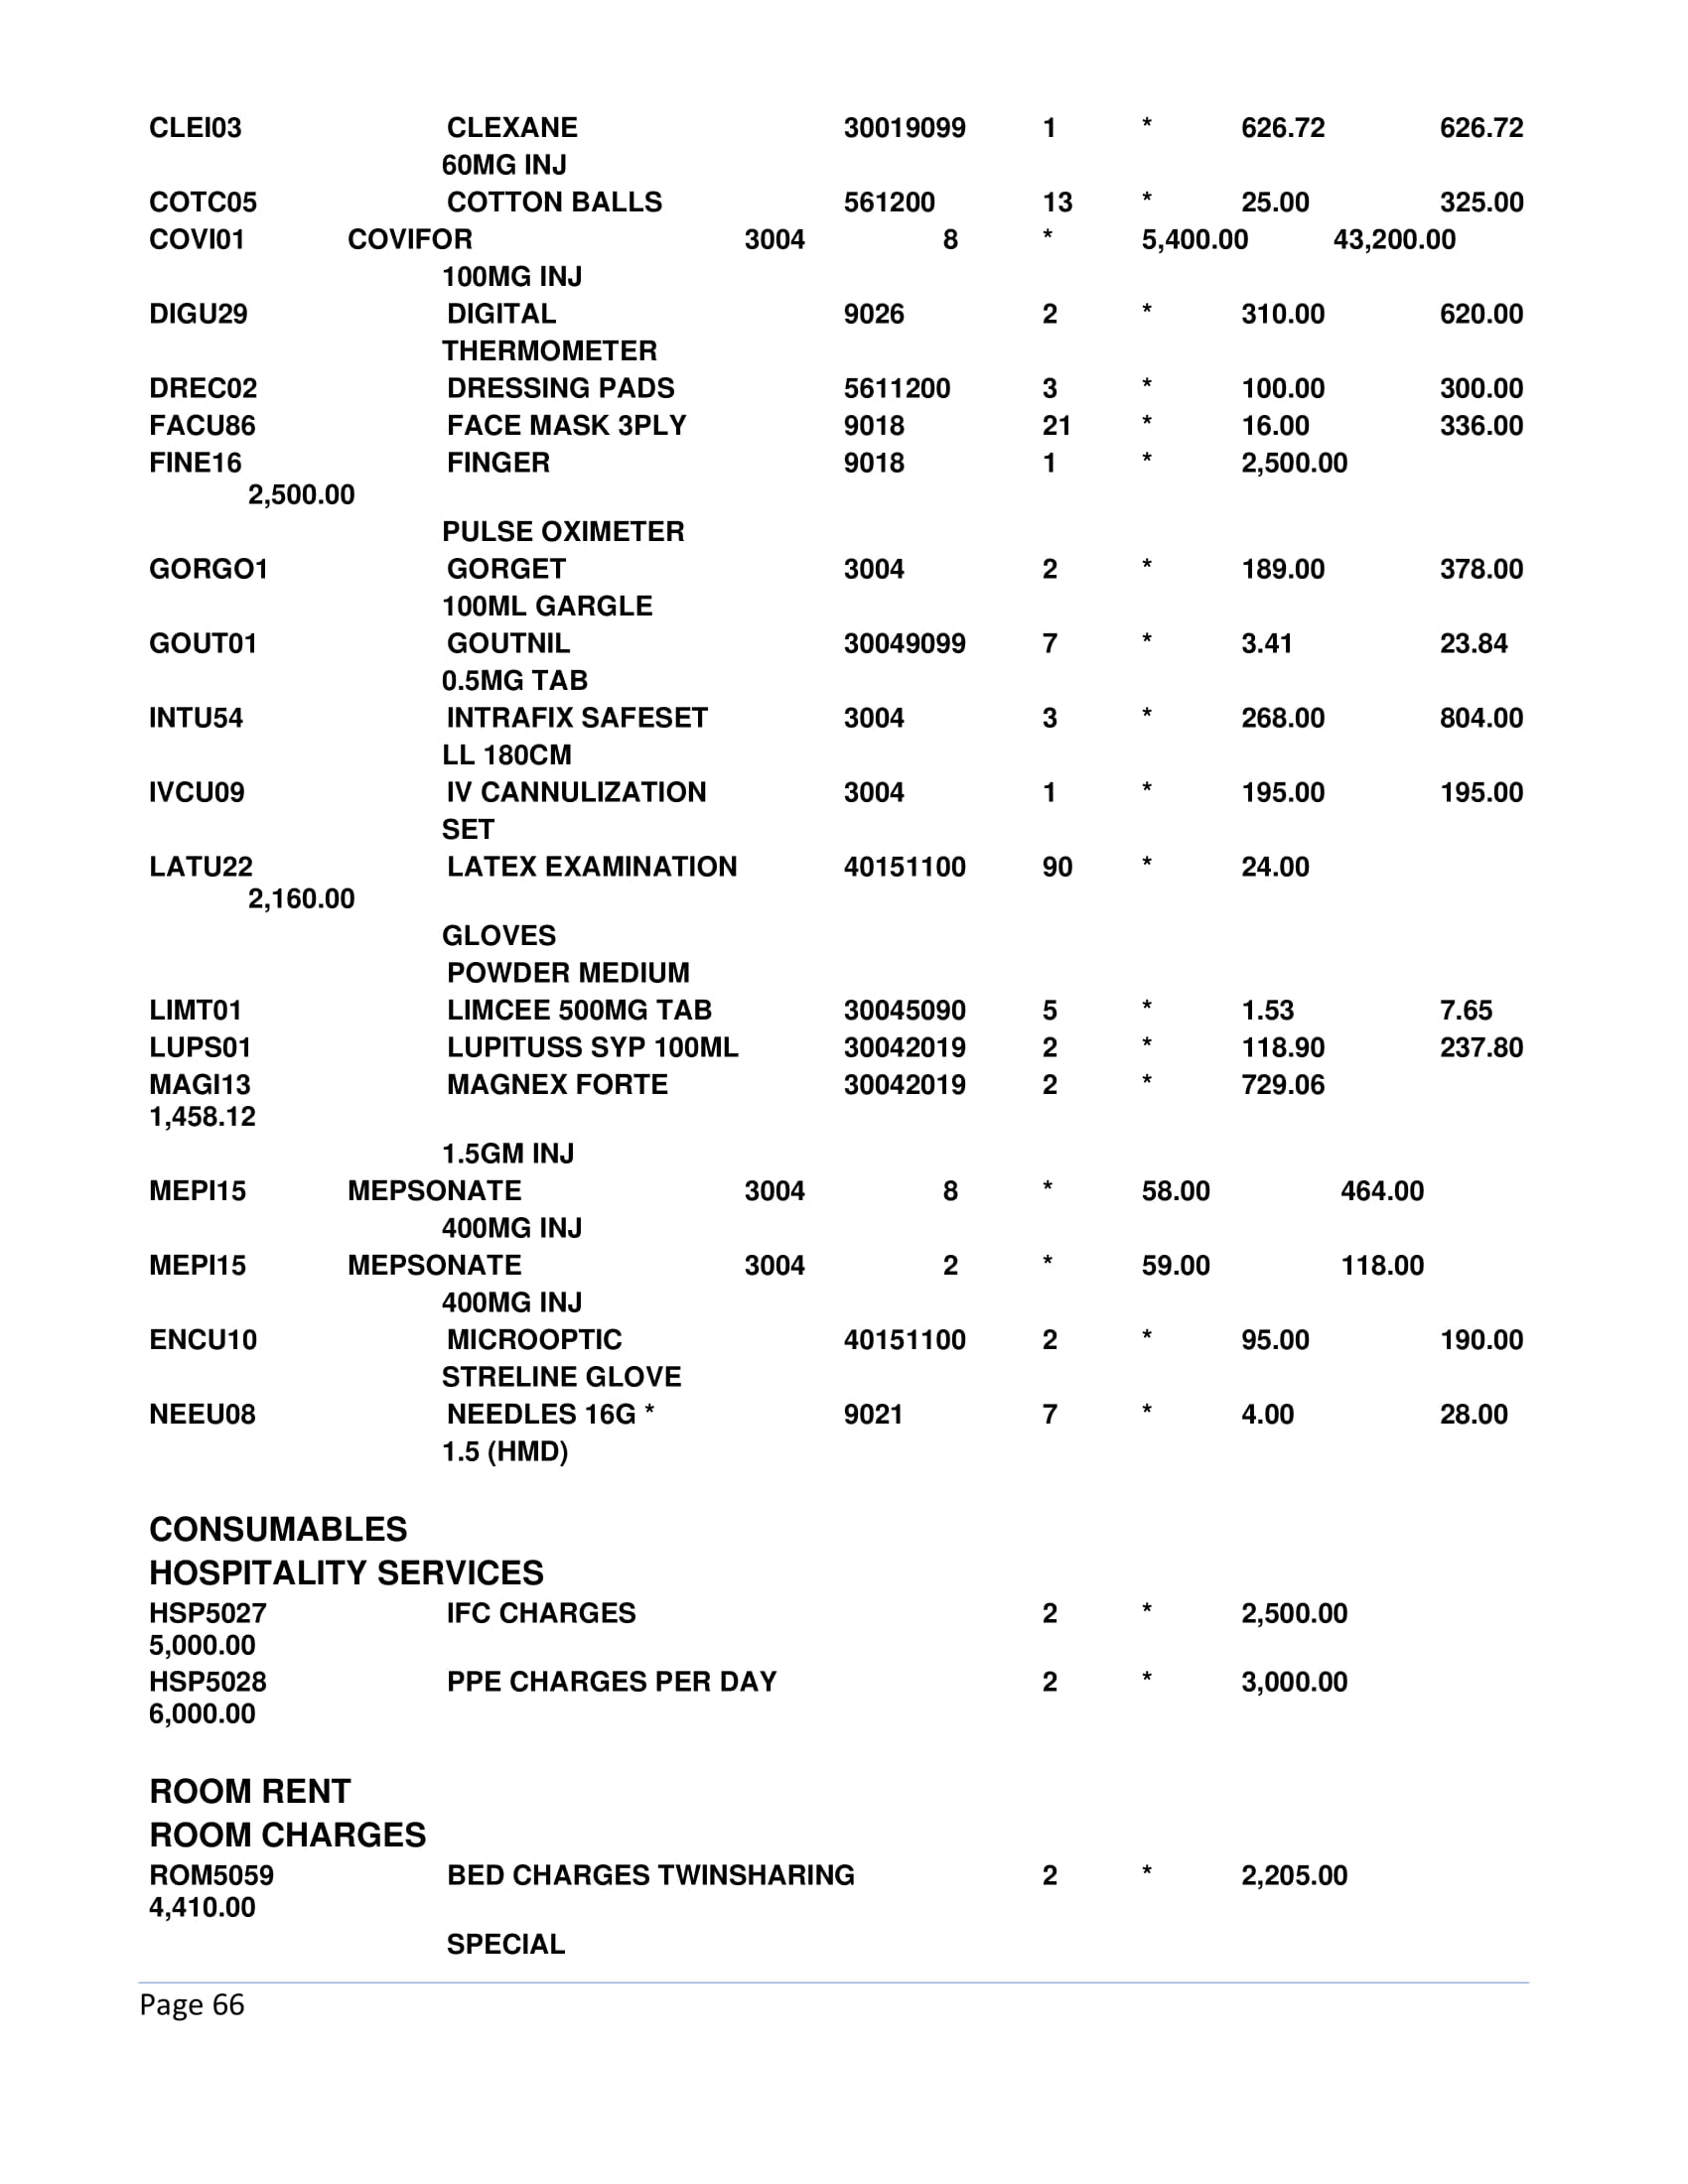 CLEI03 CLEXANE 30019099 1 * 626.72 626.72
60MG INJ
COTC05 COTTON BALLS 561200 13 * 25.00 325.00
COVI01 COVIFOR 3004 8 * 5,400.00 43,200.00
100MG INJ
DIGU29 DIGITAL 9026 2 * 310.00 620.00
THERMOMETER
DREC02 DRESSING PADS 5611200 3 * 100.00 300.00
FACU86 FACE MASK 3PLY 9018 21 * 16.00 336.00
FINE16 FINGER 9018 1 * 2,500.00
2,500.00
PULSE OXIMETER
GORGO1 GORGET 3004 2 * 189.00 378.00
100ML GARGLE
GOUT01 GOUTNIL 30049099 7 * 3.41 23.84
0.5MG TAB
INTU54 INTRAFIX SAFESET 3004 3 * 268.00 804.00
LL 180CM
IVCU09 IV CANNULIZATION 3004 1 * 195.00 195.00
SET
LATU22 LATEX EXAMINATION 40151100 90 * 24.00
2,160.00
GLOVES
POWDER MEDIUM
LIMT01 LIMCEE 500MG TAB 30045090 5 * 1.53 7.65
LUPS01 LUPITUSS SYP 100ML 30042019 2 * 118.90 237.80
MAGI13 MAGNEX FORTE 30042019 2 * 729.06
1,458.12
1.5GM INJ
MEPI15 MEPSONATE 3004 8 * 58.00 464.00
400MG INJ
MEPI15 MEPSONATE 3004 2 * 59.00 118.00
400MG INJ
ENCU10 MICROOPTIC 40151100 2 * 95.00 190.00
STRELINE GLOVE
NEEU08 NEEDLES 16G * 9021 7 * 4.00 28.00
1.5 (HMD)
CONSUMABLES
HOSPITALITY SERVICES
HSP5027 IFC CHARGES 2 * 2,500.00
5,000.00
HSP5028 PPE CHARGES PER DAY 2 * 3,000.00
6,000.00
ROOM RENT
ROOM CHARGES
ROM5059 BED CHARGES TWINSHARING 2 * 2,205.00
4,410.00
SPECIAL
Page 66